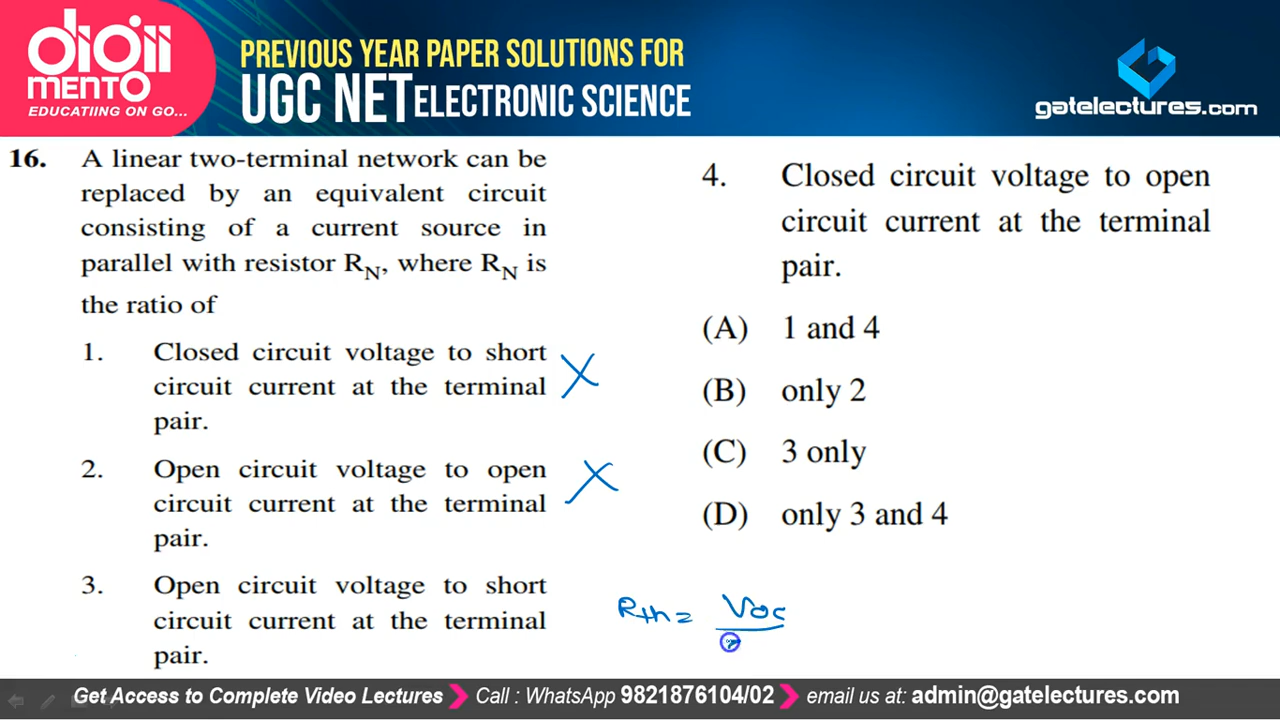 digii
MENTO
EDUCATIING ON GO...
PREVIOUS YEAR PAPER SOLUTIONS FOR
UGC NET ELECTRONIC SCIENCE
gatelectures.com
16. A linear two-terminal network can be
replaced by an equivalent circuit
consisting of a current source in
parallel with resistor R_N, where R_N is
the ratio of
1. Closed circuit voltage to short
circuit current at the terminal
pair.
2. Open circuit voltage to open
circuit current at the terminal
pair.
3. Open circuit voltage to short
circuit current at the terminal
pair.
4. Closed circuit voltage to open
circuit current at the terminal
pair.
(A) 1 and 4
(B) only 2
(C) 3 only
(D) only 3 and 4
Rth = Voc
Get Access to Complete Video Lectures Call : WhatsApp 9821876104/02 email us at: admin@gatelectures.com